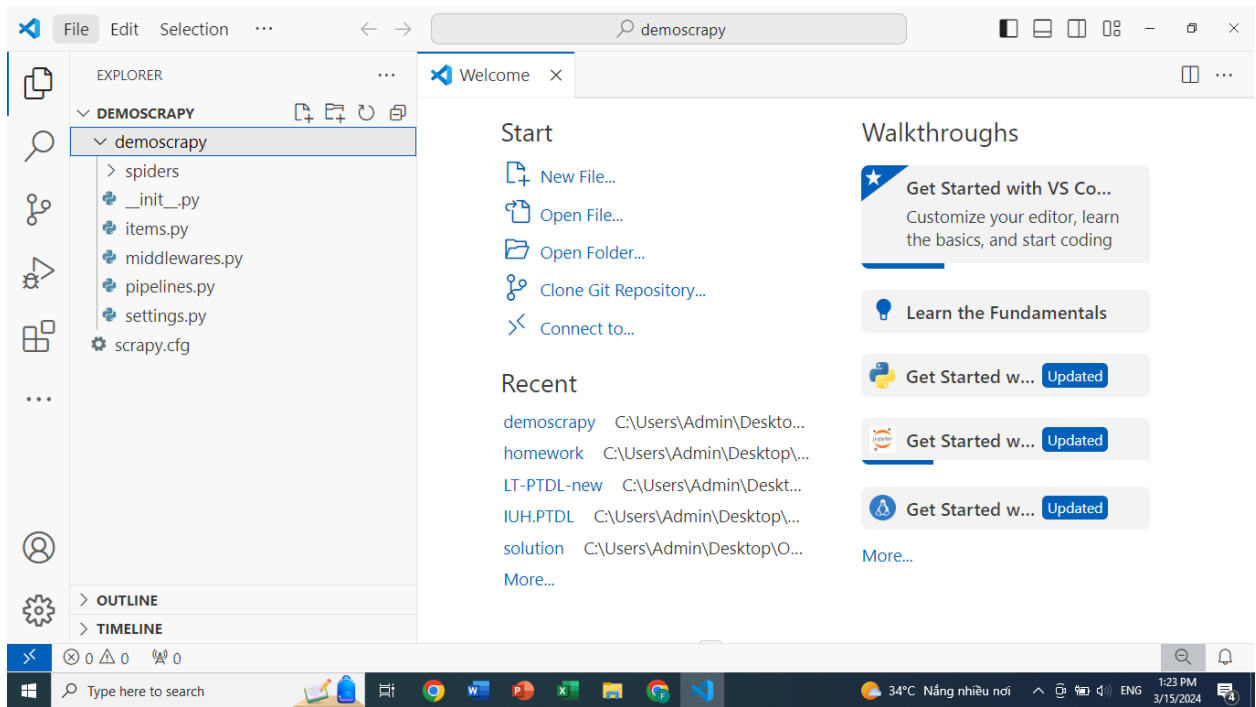 File Edit Selection ··· demoscrapy
EXPLORER ···
Welcome
DEMOSCRAPY
demoscrapy
spiders
__init__.py
items.py
middlewares.py
pipelines.py
settings.py
scrapy.cfg
OUTLINE
TIMELINE
Start
New File...
Open File...
Open Folder...
Clone Git Repository...
Connect to...
Recent
demoscrapy C:\Users\Admin\Deskto...
homework C:\Users\Admin\Desktop\...
LT-PTDL-new C:\Users\Admin\Deskt...
IUH.PTDL C:\Users\Admin\Desktop\...
solution C:\Users\Admin\Desktop\O...
More...
Walkthroughs
Get Started with VS Co...
Customize your editor, learn
the basics, and start coding
Learn the Fundamentals
Get Started w... Updated
jupyter Get Started w... Updated
Get Started w... Updated
More...
0 0 0
Type here to search 34°C Nắng nhiều nơi ENG 1:23 PM
3/15/2024 4